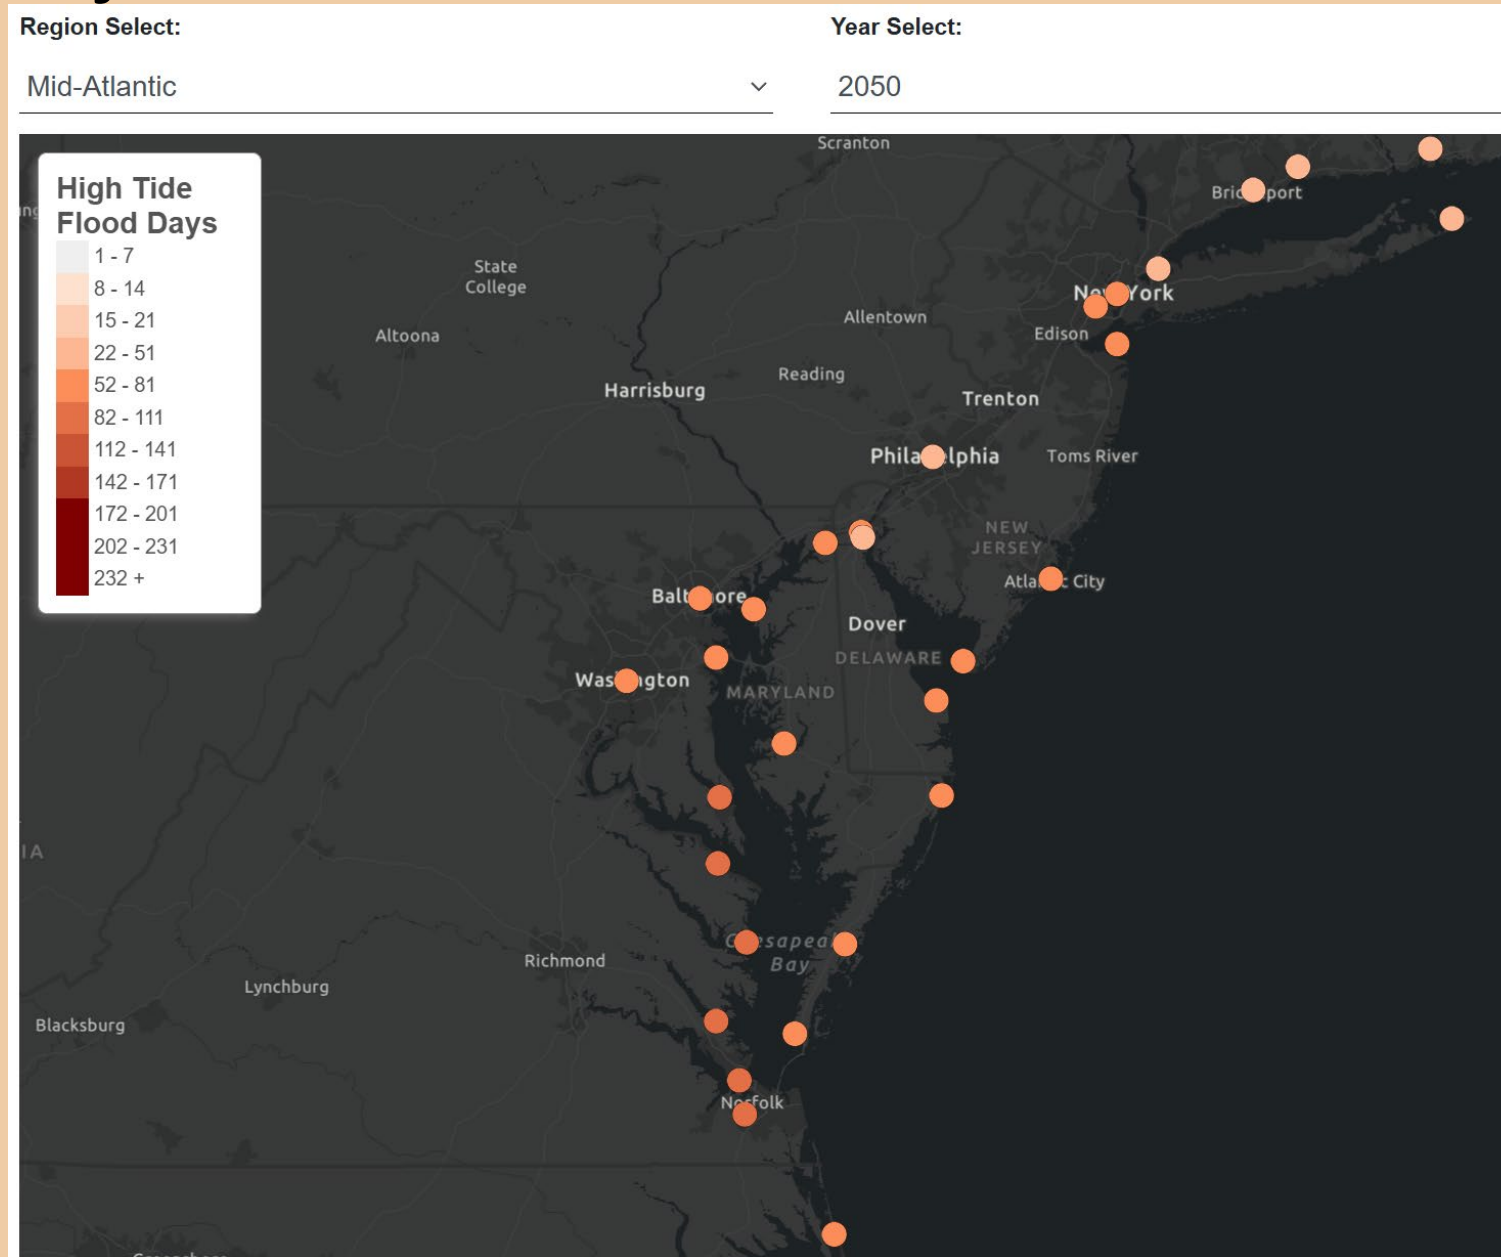 Region Select:
Year Select:
Mid-Atlantic
2050
High Tide
Flood Days
1 - 7
8 - 14
15 - 21
22 - 51
52 - 81
82 - 111
112 - 141
142 - 171
172 - 201
202 - 231
232 +
Scranton
State
College
Altoona
Allentown
Edison
Reading
Harrisburg
Trenton
Toms River
NEW
JERSEY
Dover
DELAWARE
MARYLAND
IA
Bay
Richmond
Lynchburg
Blacksburg